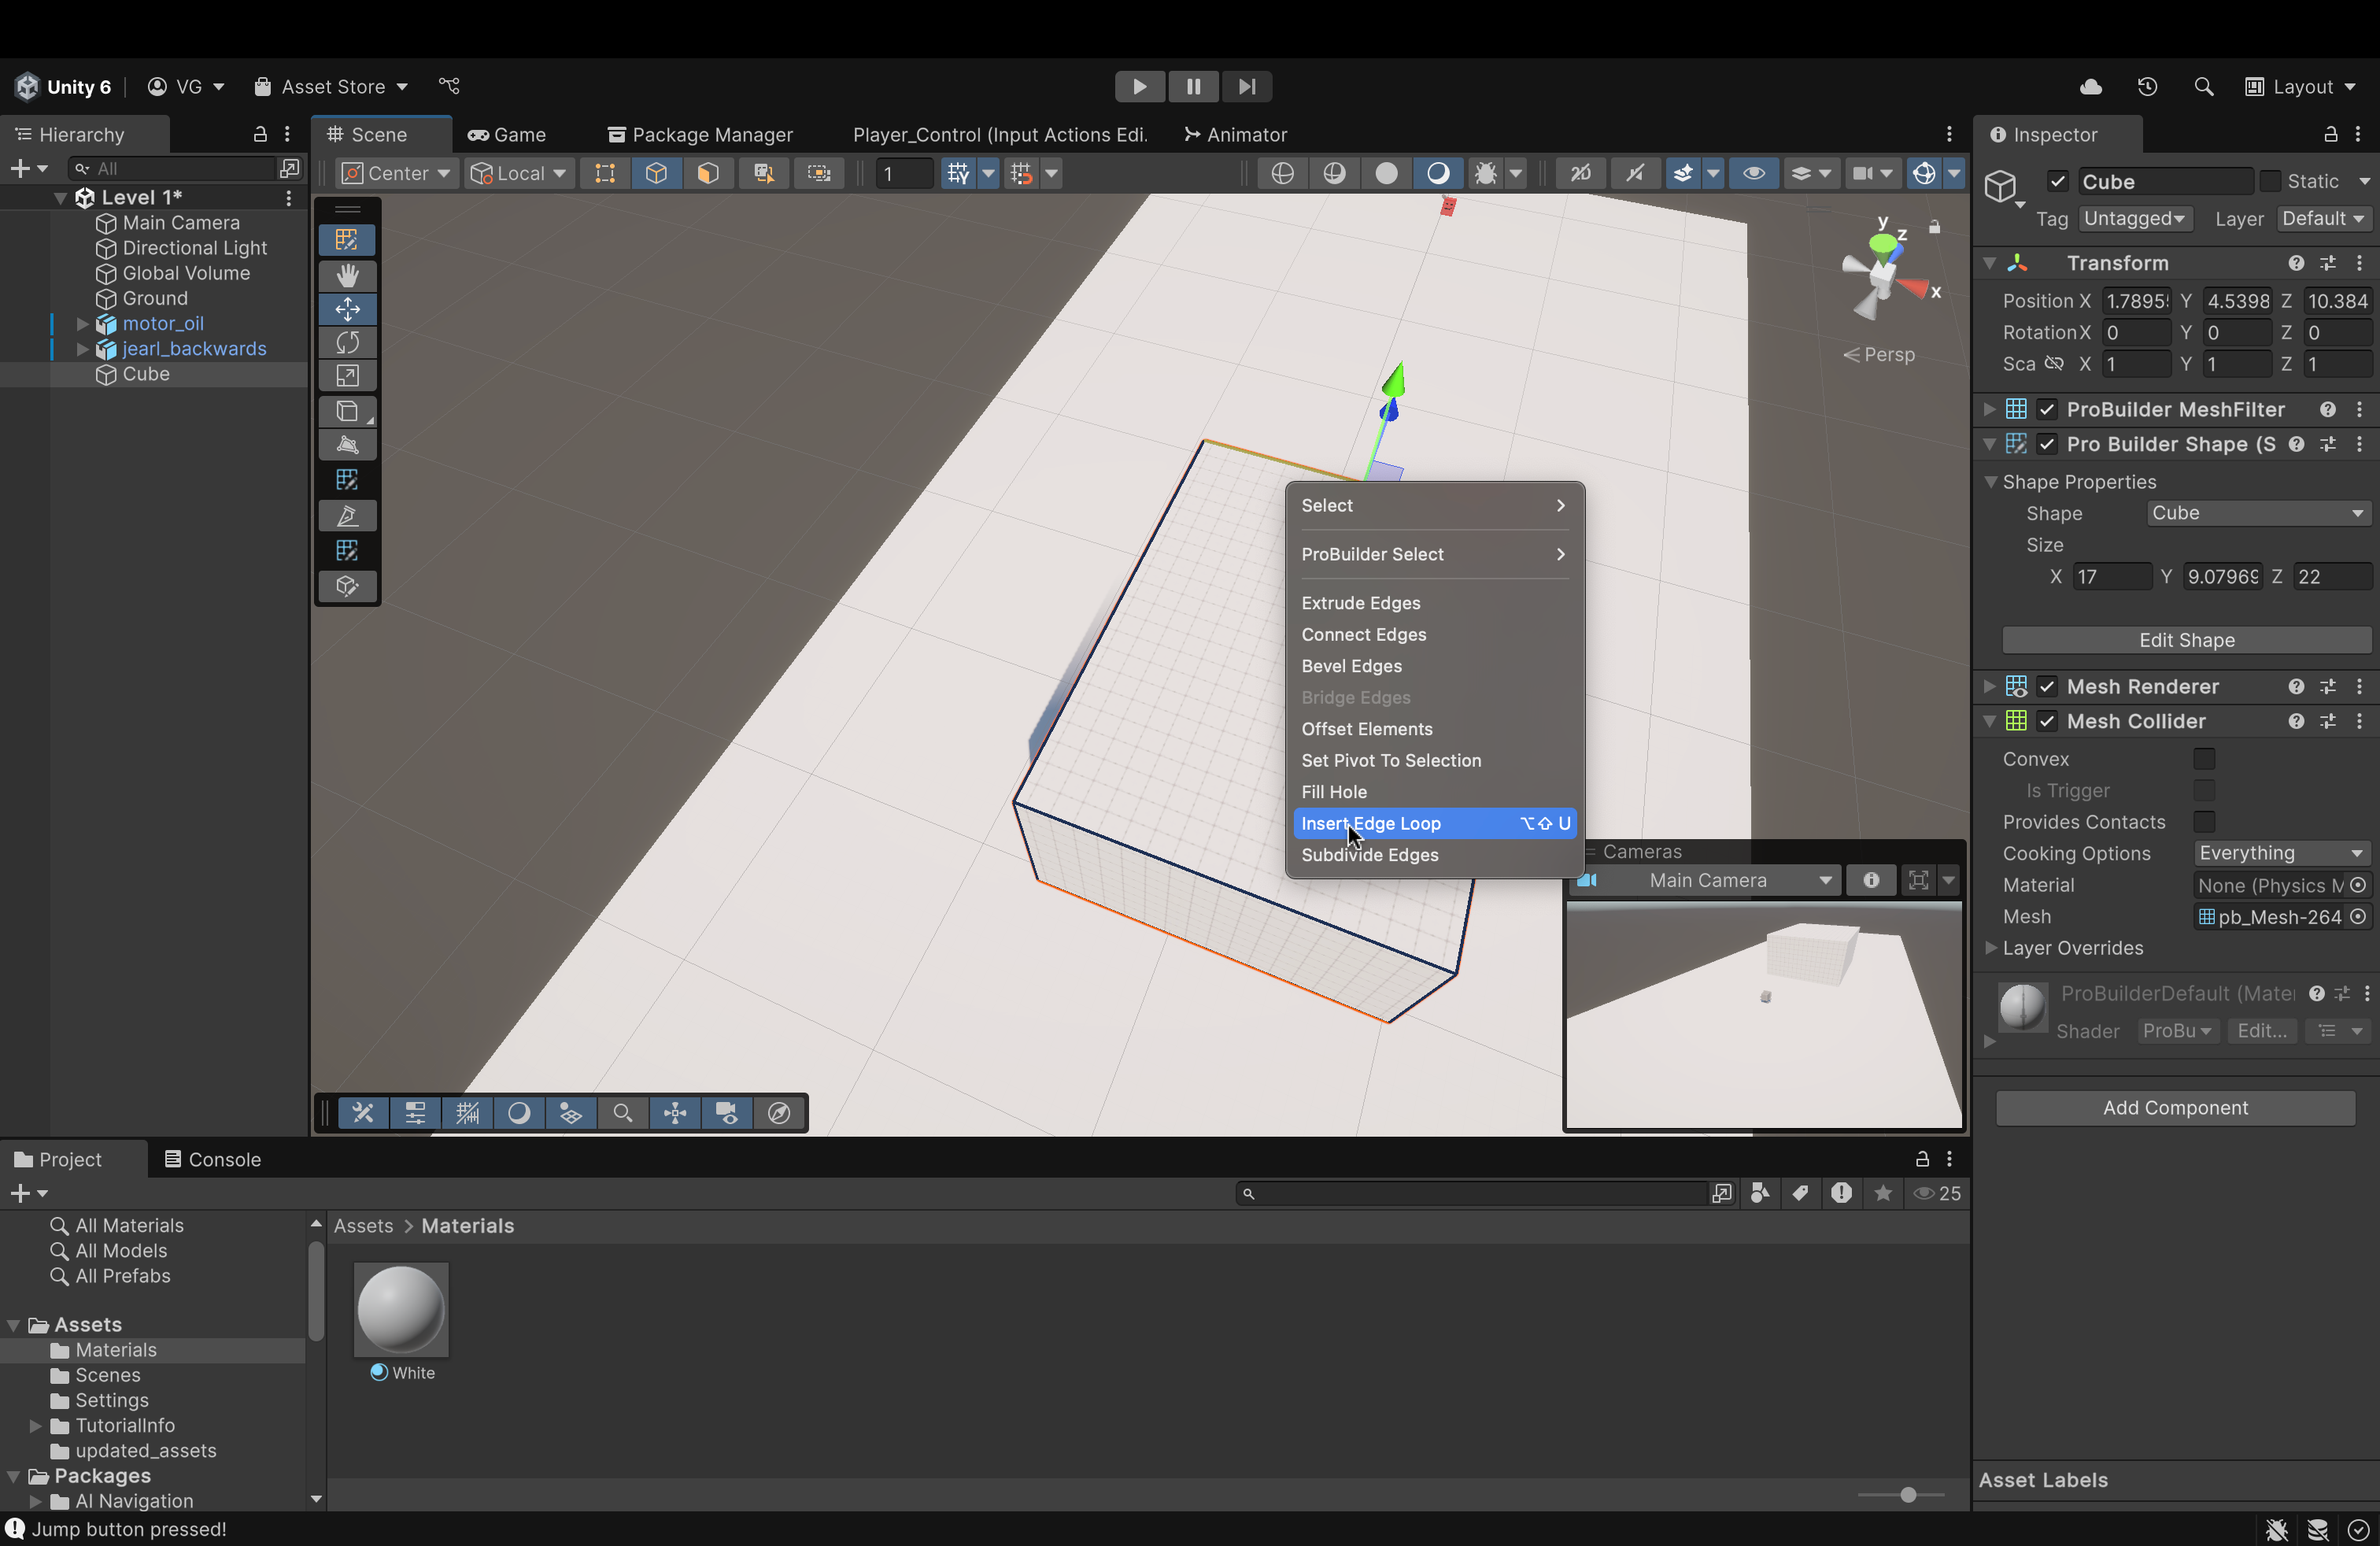 Unity 6 VG Asset Store Layout
Hierarchy
Scene Game Package Manager Player_Control (Input Actions Edi. Animator
Inspector
All
Center Local 1 2D
Level 1*
Main Camera
Directional Light
Global Volume
Ground
motor_oil
jearl_backwards
Cube
y
z
x
Persp
Select
ProBuilder Select
Extrude Edges
Connect Edges
Bevel Edges
Bridge Edges
Offset Elements
Set Pivot To Selection
Fill Hole
Insert Edge Loop ⌥⇧ U
Subdivide Edges
Cameras
Main Camera
Cube Static
Tag Untagged Layer Default
Transform
Position X 1.7895 Y 4.5398 Z 10.384
Rotation X 0 Y 0 Z 0
Sca X 1 Y 1 Z 1
ProBuilder MeshFilter
Pro Builder Shape (S
Shape Properties
Shape Cube
Size
X 17 Y 9.07969 Z 22
Edit Shape
Mesh Renderer
Mesh Collider
Convex
Is Trigger
Provides Contacts
Cooking Options Everything
Material None (Physics M
Mesh pb_Mesh-264
Layer Overrides
ProBuilderDefault (Mate
Shader ProBu Edit...
Add Component
Asset Labels
Project Console
25
All Materials
All Models
All Prefabs
Assets
Materials
Scenes
Settings
TutorialInfo
updated_assets
Packages
AI Navigation
Assets > Materials
White
Jump button pressed!